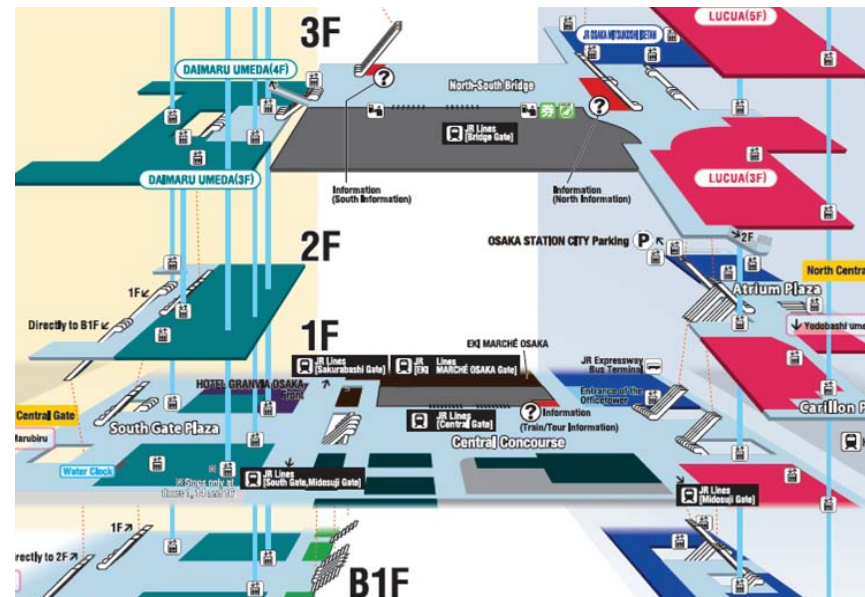 3F
DAIMARU UMEDA(4F)
North-South Bridge
JR OSAKA MITSUKOSHI ISETAN
LUCUA(5F)
JR Lines
[Bridge Gate]
DAIMARU UMEDA(3F)
Information
(South Information)
Information
(North Information)
LUCUA(3F)
2F
OSAKA STATION CITY Parking
P
2F
North Centra
Atrium Plaza
1F
Directly to B1F
Yodobashi ume
1F
EKI MARCHÉ OSAKA
JR Lines
[Sakurabashi Gate]
JR Lines
[EKI MARCHÉ OSAKA Gate]
JR Expressway
Bus Terminal
HOTEL GRANVIA OSAKA
Front
Entrance of the
Officetower
Central Gate
Marubiru
South Gate Plaza
JR Lines
[Central Gate]
Information
(Train/Tour Information)
Central Concourse
Carillon P
Water Clock
JR Lines
[South Gate,Midosuji Gate]
JR Lines
[Midosuji Gate]
1F
rectly to 2F
B1F